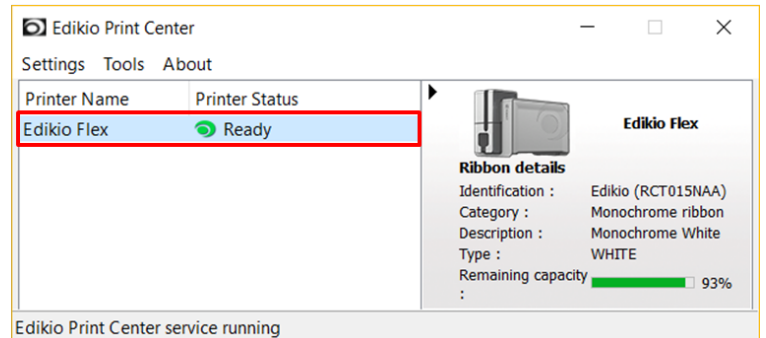 Edikio Print Center
Settings Tools About
Printer Name Printer Status
Edikio Flex Ready
Edikio Flex
Ribbon details
Identification : Edikio (RCT015NAA)
Category : Monochrome ribbon
Description : Monochrome White
Type : WHITE
Remaining capacity : 93%
Edikio Print Center service running